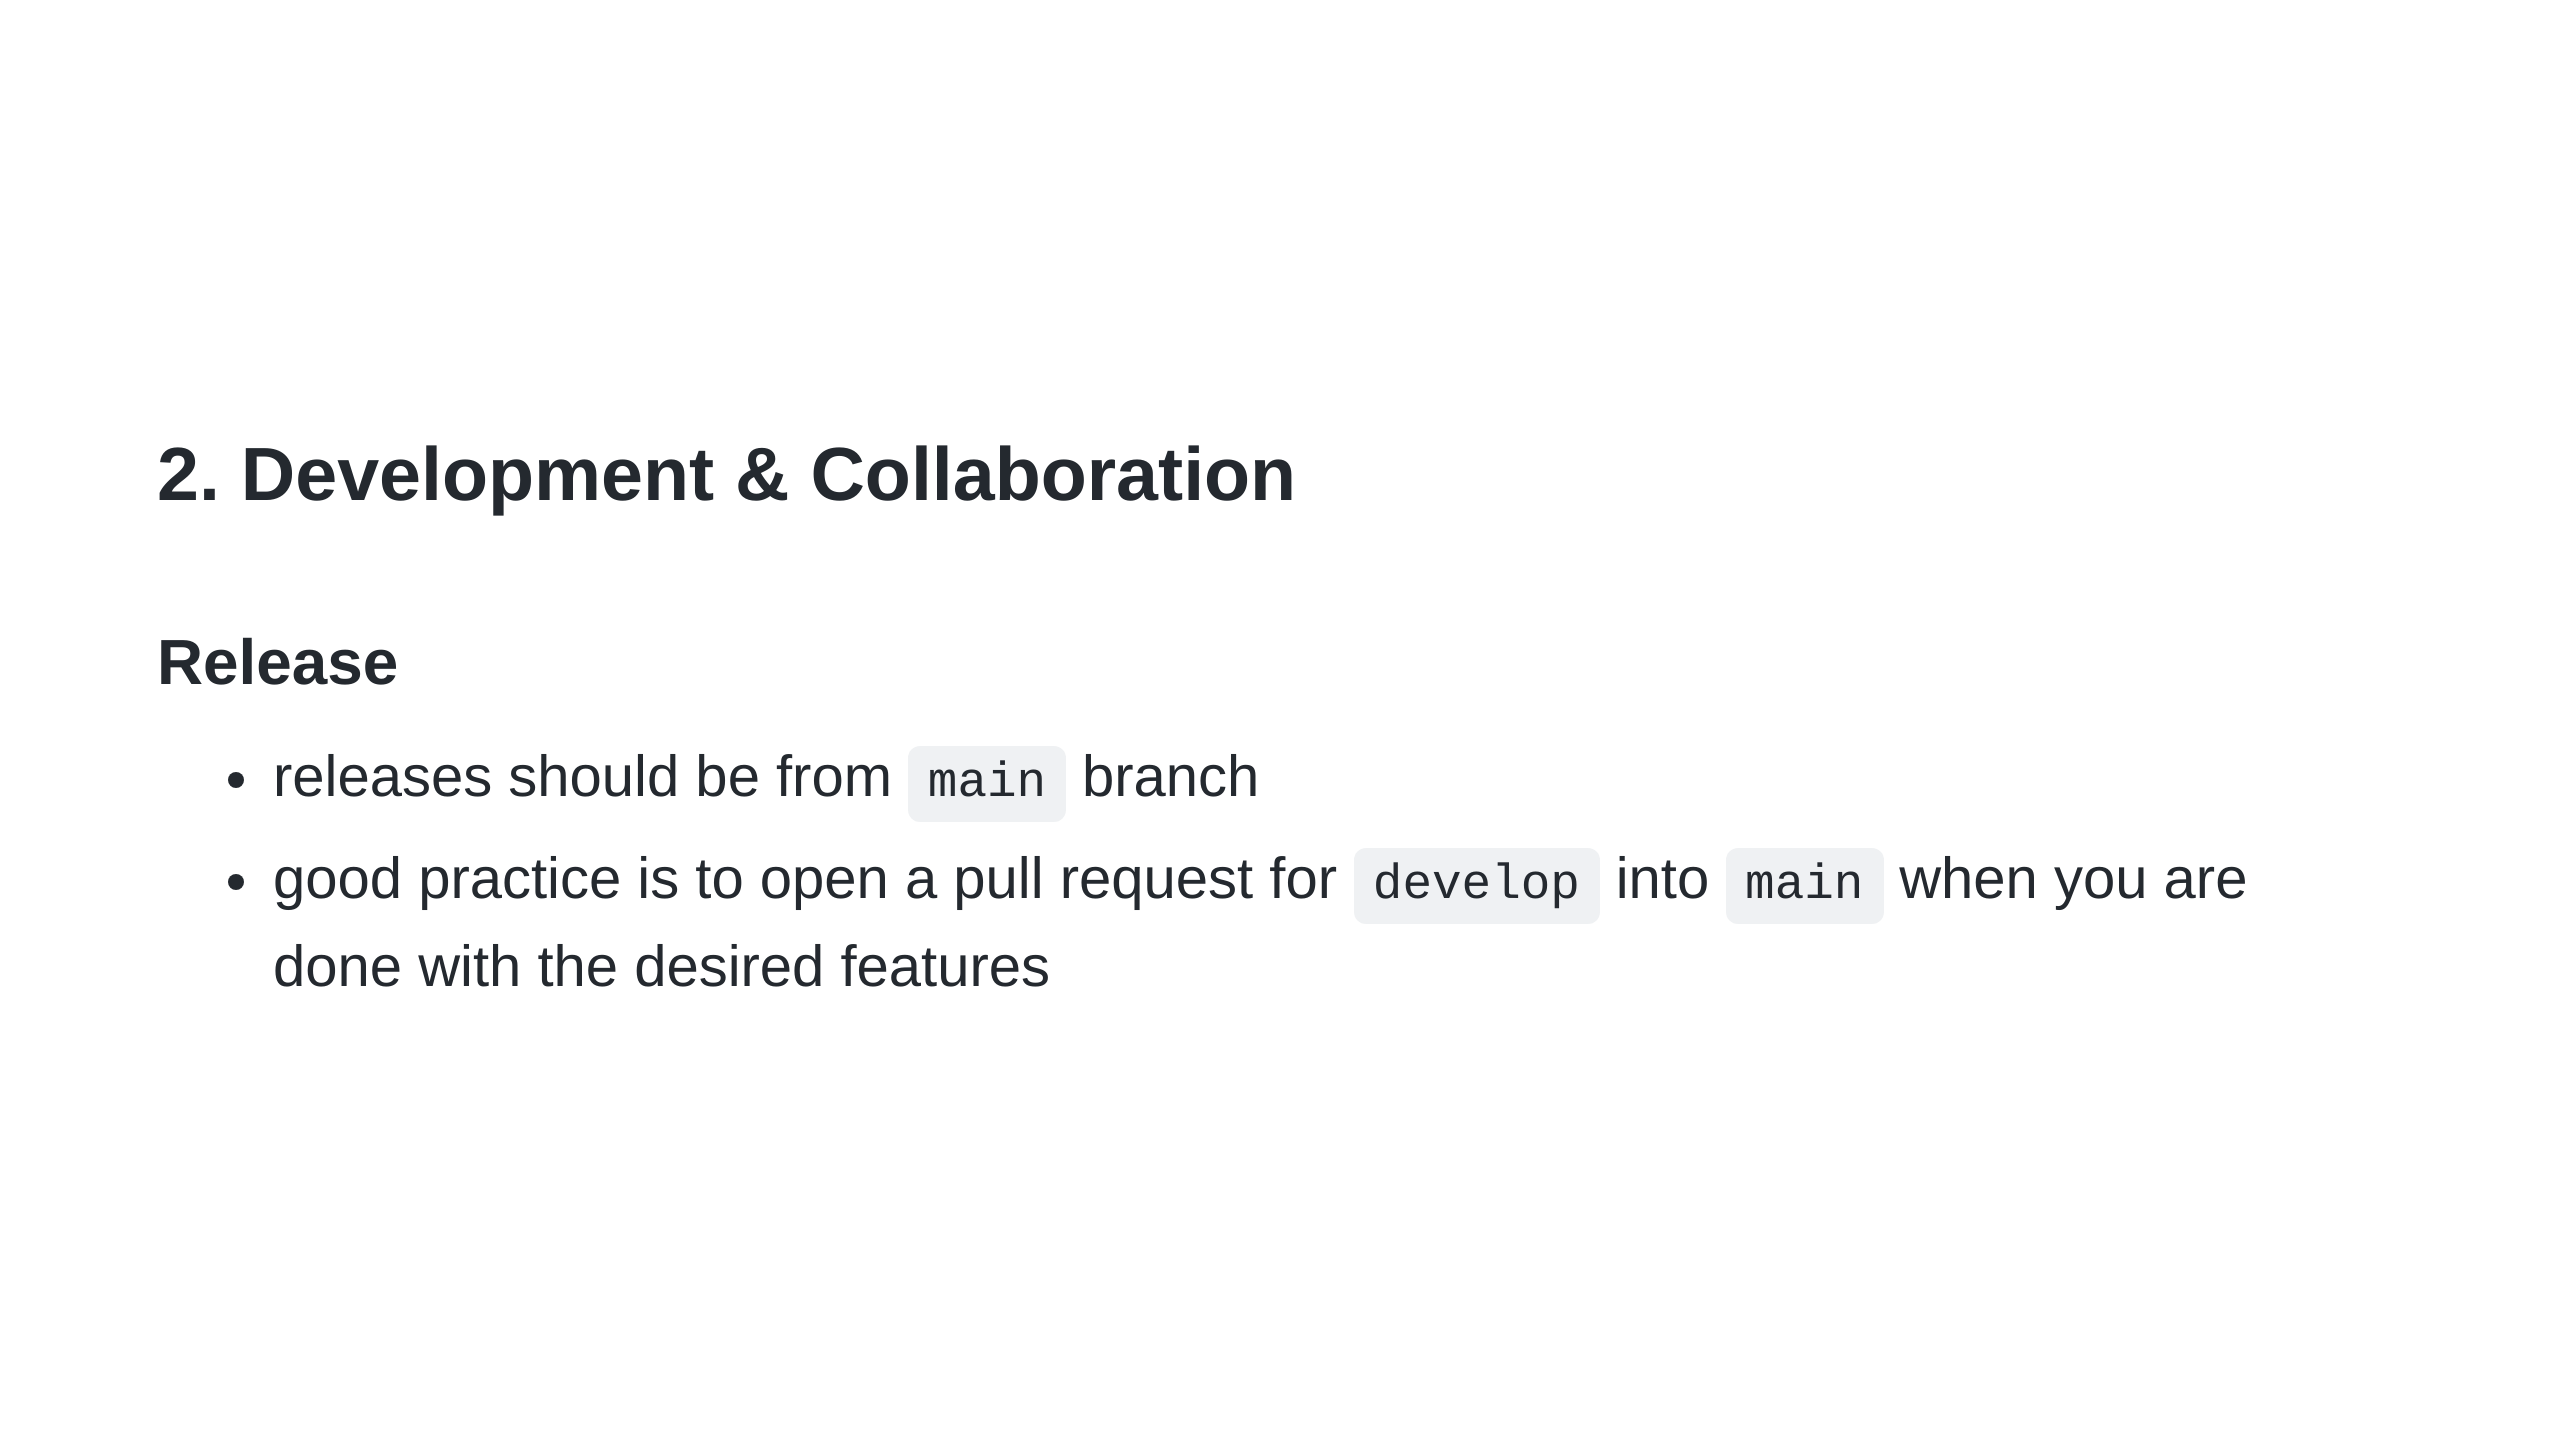 2. Development & Collaboration
Release
• releases should be from main branch
• good practice is to open a pull request for develop into main when you are
done with the desired features